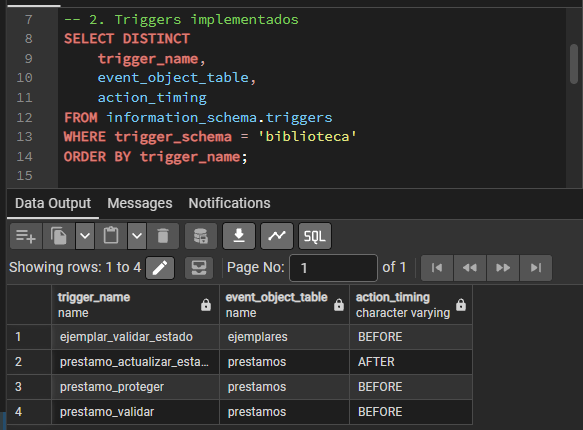 7 -- 2. Triggers implementados
8 SELECT DISTINCT
9 trigger_name,
10 event_object_table,
11 action_timing
12 FROM information_schema.triggers
13 WHERE trigger_schema = 'biblioteca'
14 ORDER BY trigger_name;
15
Data Output Messages Notifications
SQL
Showing rows: 1 to 4 Page No: 1 of 1
trigger_name event_object_table action_timing
name name character varying
1 ejemplar_validar_estado ejemplares BEFORE
2 prestamo_actualizar_esta... prestamos AFTER
3 prestamo_proteger prestamos BEFORE
4 prestamo_validar prestamos BEFORE